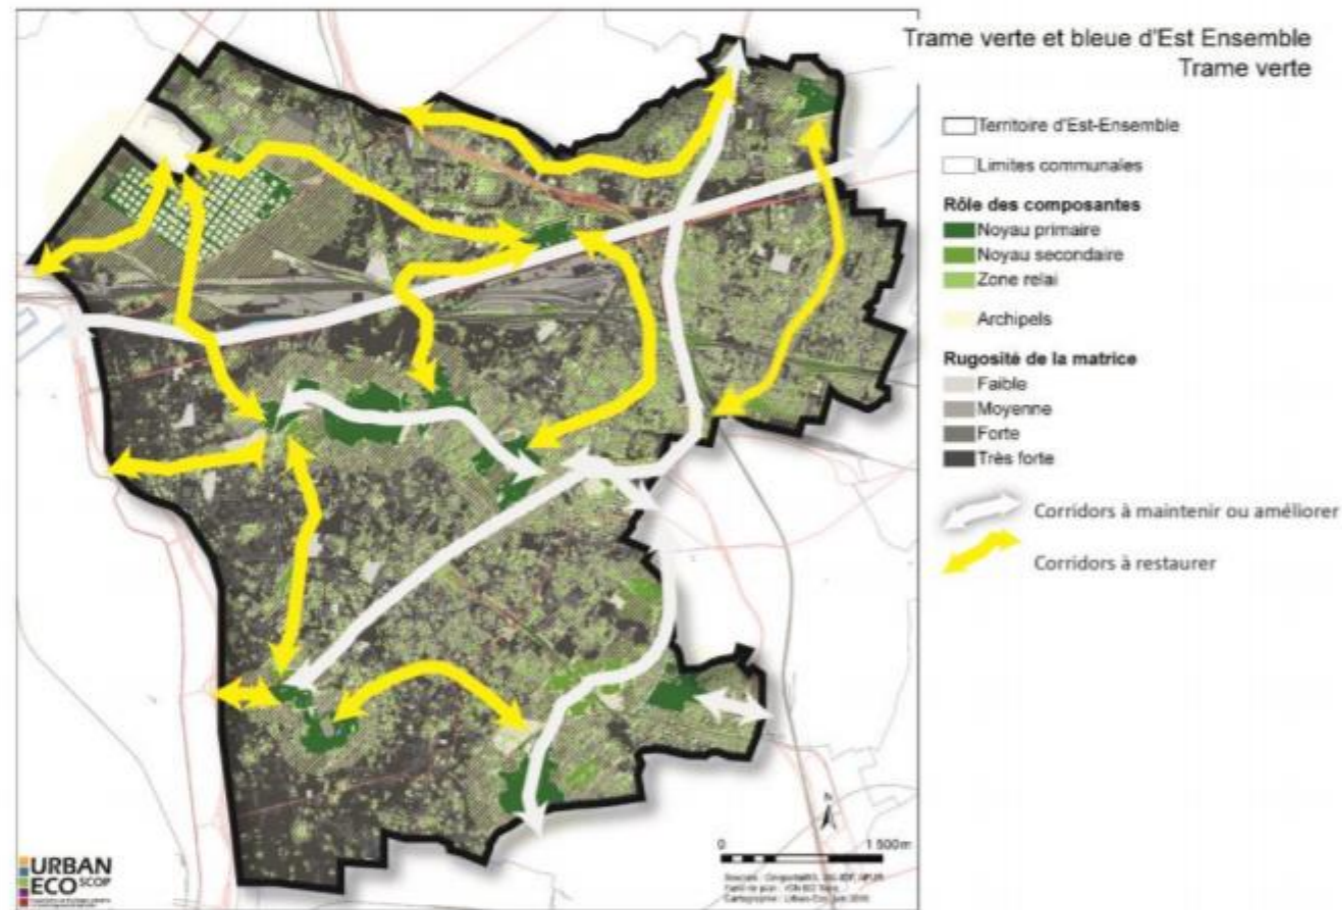 Trame verte et bleue d'Est Ensemble
Trame verte
Territoire d'Est-Ensemble
Limites communales
Rôle des composantes
Noyau primaire
Noyau secondaire
Zone relai
Archipels
Rugosité de la matrice
Faible
Moyenne
Forte
Très forte
Corridors à maintenir ou améliorer
Corridors à restaurer
N
0 1 500m
URBAN
ECO SCOP